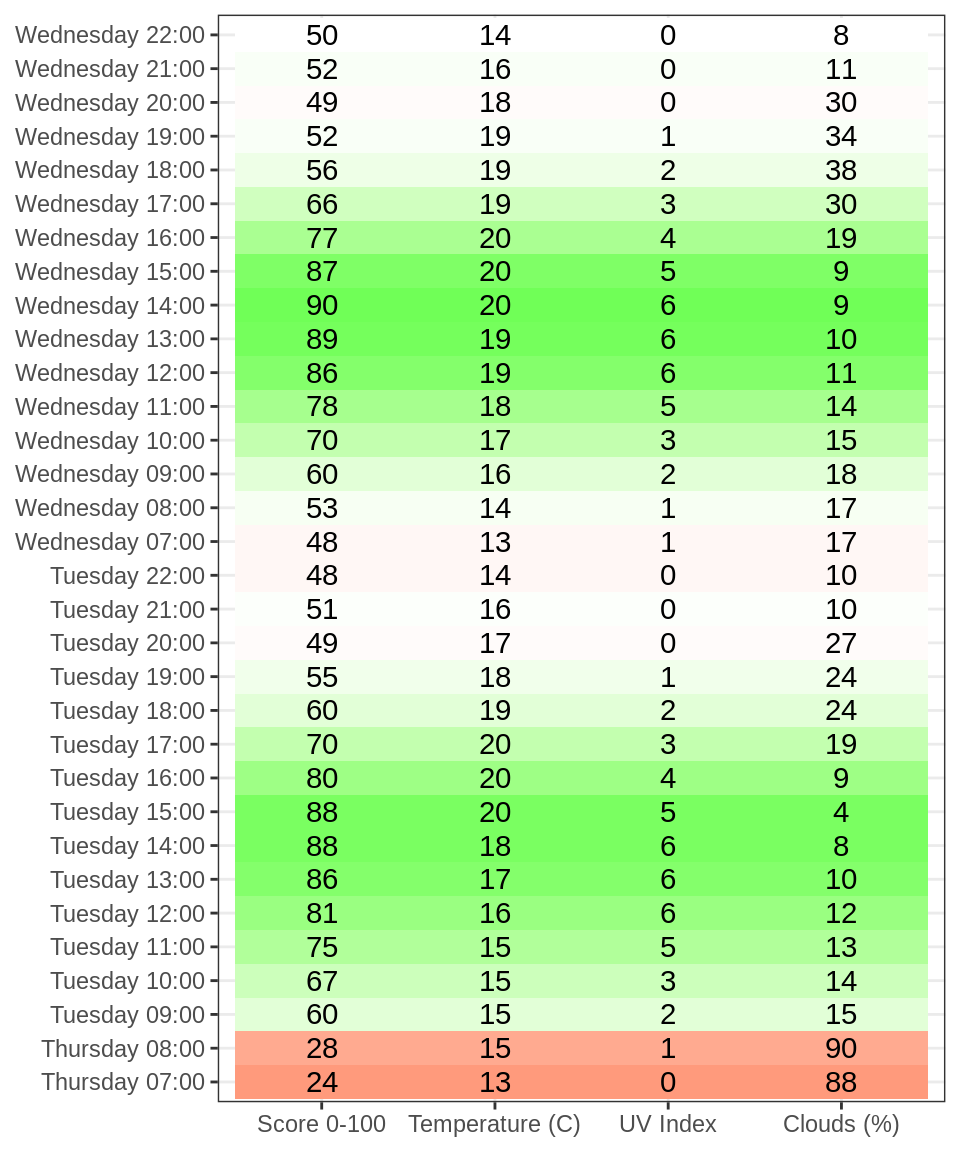 Wednesday 22:00 50 14 0 8
Wednesday 21:00 52 16 0 11
Wednesday 20:00 49 18 0 30
Wednesday 19:00 52 19 1 34
Wednesday 18:00 56 19 2 38
Wednesday 17:00 66 19 3 30
Wednesday 16:00 77 20 4 19
Wednesday 15:00 87 20 5 9
Wednesday 14:00 90 20 6 9
Wednesday 13:00 89 19 6 10
Wednesday 12:00 86 19 6 11
Wednesday 11:00 78 18 5 14
Wednesday 10:00 70 17 3 15
Wednesday 09:00 60 16 2 18
Wednesday 08:00 53 14 1 17
Wednesday 07:00 48 13 1 17
Tuesday 22:00 48 14 0 10
Tuesday 21:00 51 16 0 10
Tuesday 20:00 49 17 0 27
Tuesday 19:00 55 18 1 24
Tuesday 18:00 60 19 2 24
Tuesday 17:00 70 20 3 19
Tuesday 16:00 80 20 4 9
Tuesday 15:00 88 20 5 4
Tuesday 14:00 88 18 6 8
Tuesday 13:00 86 17 6 10
Tuesday 12:00 81 16 6 12
Tuesday 11:00 75 15 5 13
Tuesday 10:00 67 15 3 14
Tuesday 09:00 60 15 2 15
Thursday 08:00 28 15 1 90
Thursday 07:00 24 13 0 88
Score 0-100 Temperature (C) UV Index Clouds (%)